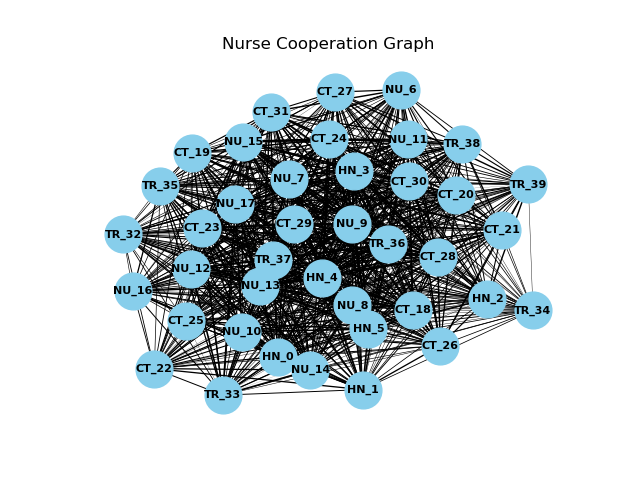 Nurse Cooperation Graph
NU_6
CT_27
CT_31
CT_24
NU_11
NU_15
TR_38
CT_19
HN_3
NU_7
CT_30
TR_39
TR_35
CT_20
NU_17
CT_29
NU_9
CT_23
CT_21
TR_32
TR_36
CT_28
TR_37
NU_12
HN_4
NU_13
NU_16
HN_2
NU_8
CT_18
TR_34
CT_25
HN_5
NU_10
CT_26
HN_0
CT_22
NU_14
HN_1
TR_33